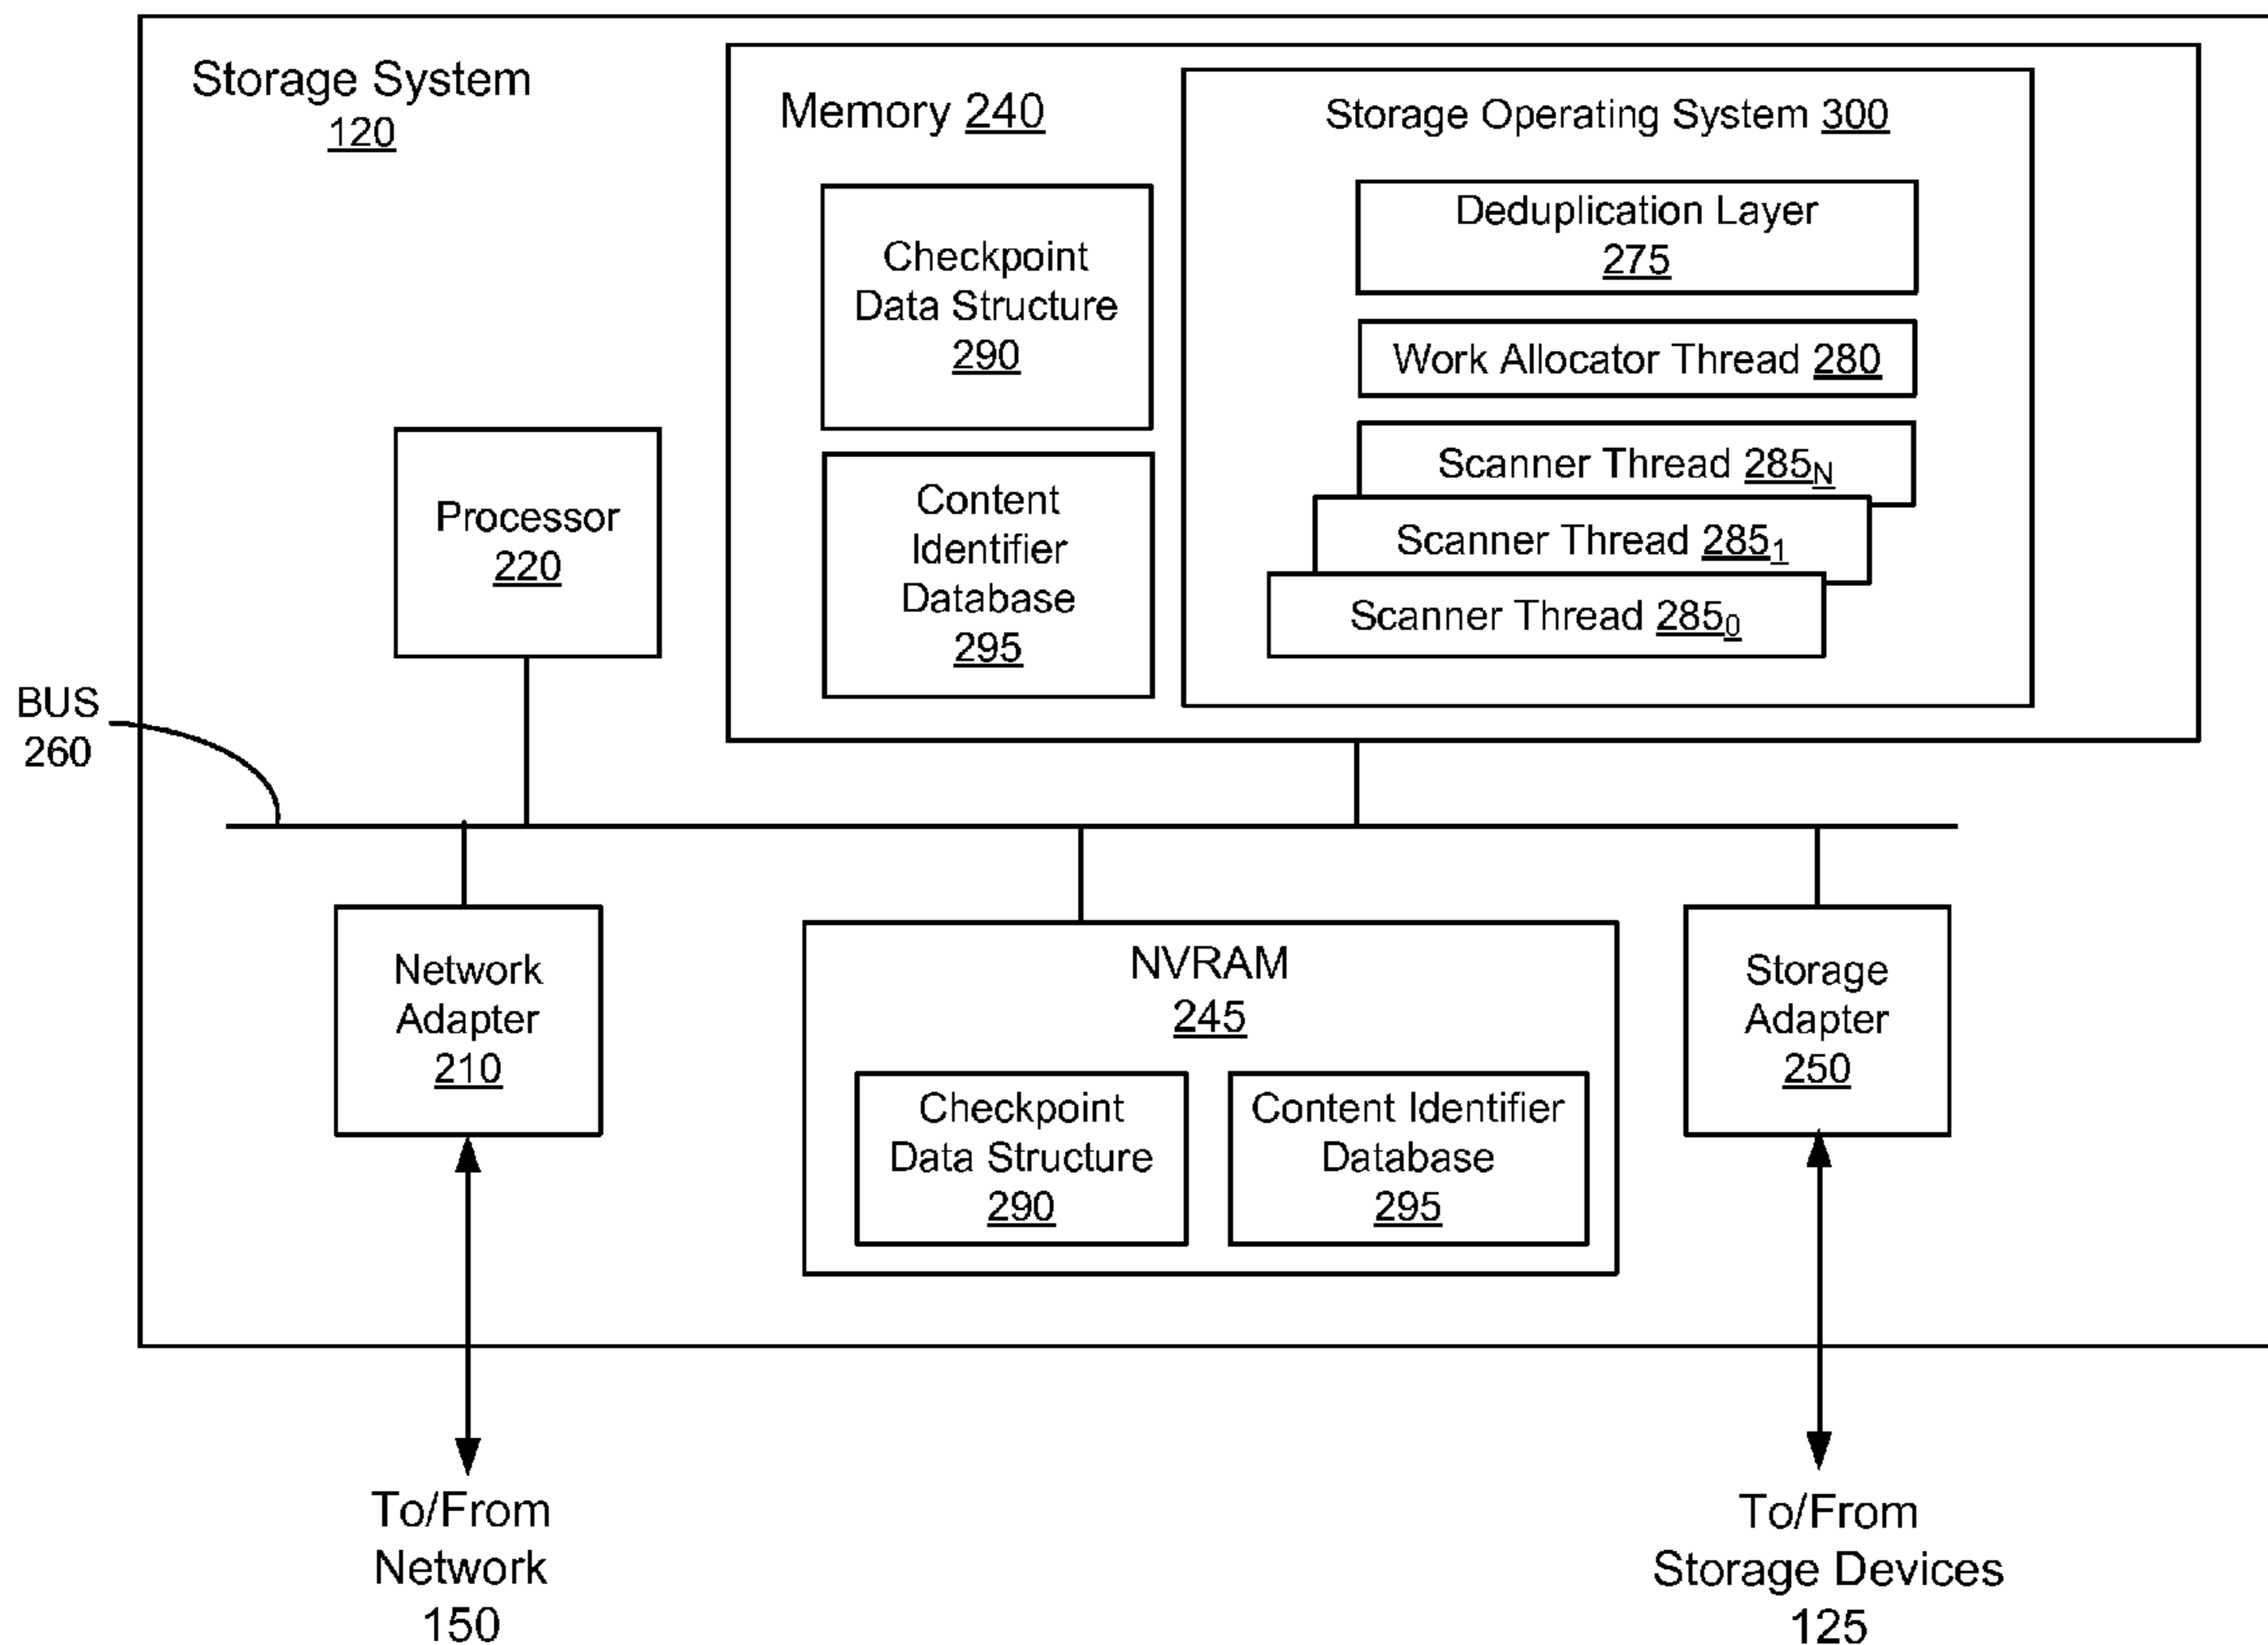 Storage System
120
Memory 240
Checkpoint
Data Structure
290
Content
Identifier
Database
295
Storage Operating System 300
Deduplication Layer
275
Work Allocator Thread 280
Scanner Thread 285N
Scanner Thread 2851
Scanner Thread 2850
Processor
220
BUS
260
Network
Adapter
210
NVRAM
245
Checkpoint
Data Structure
290
Content Identifier
Database
295
Storage
Adapter
250
To/From
Network
150
To/From
Storage Devices
125